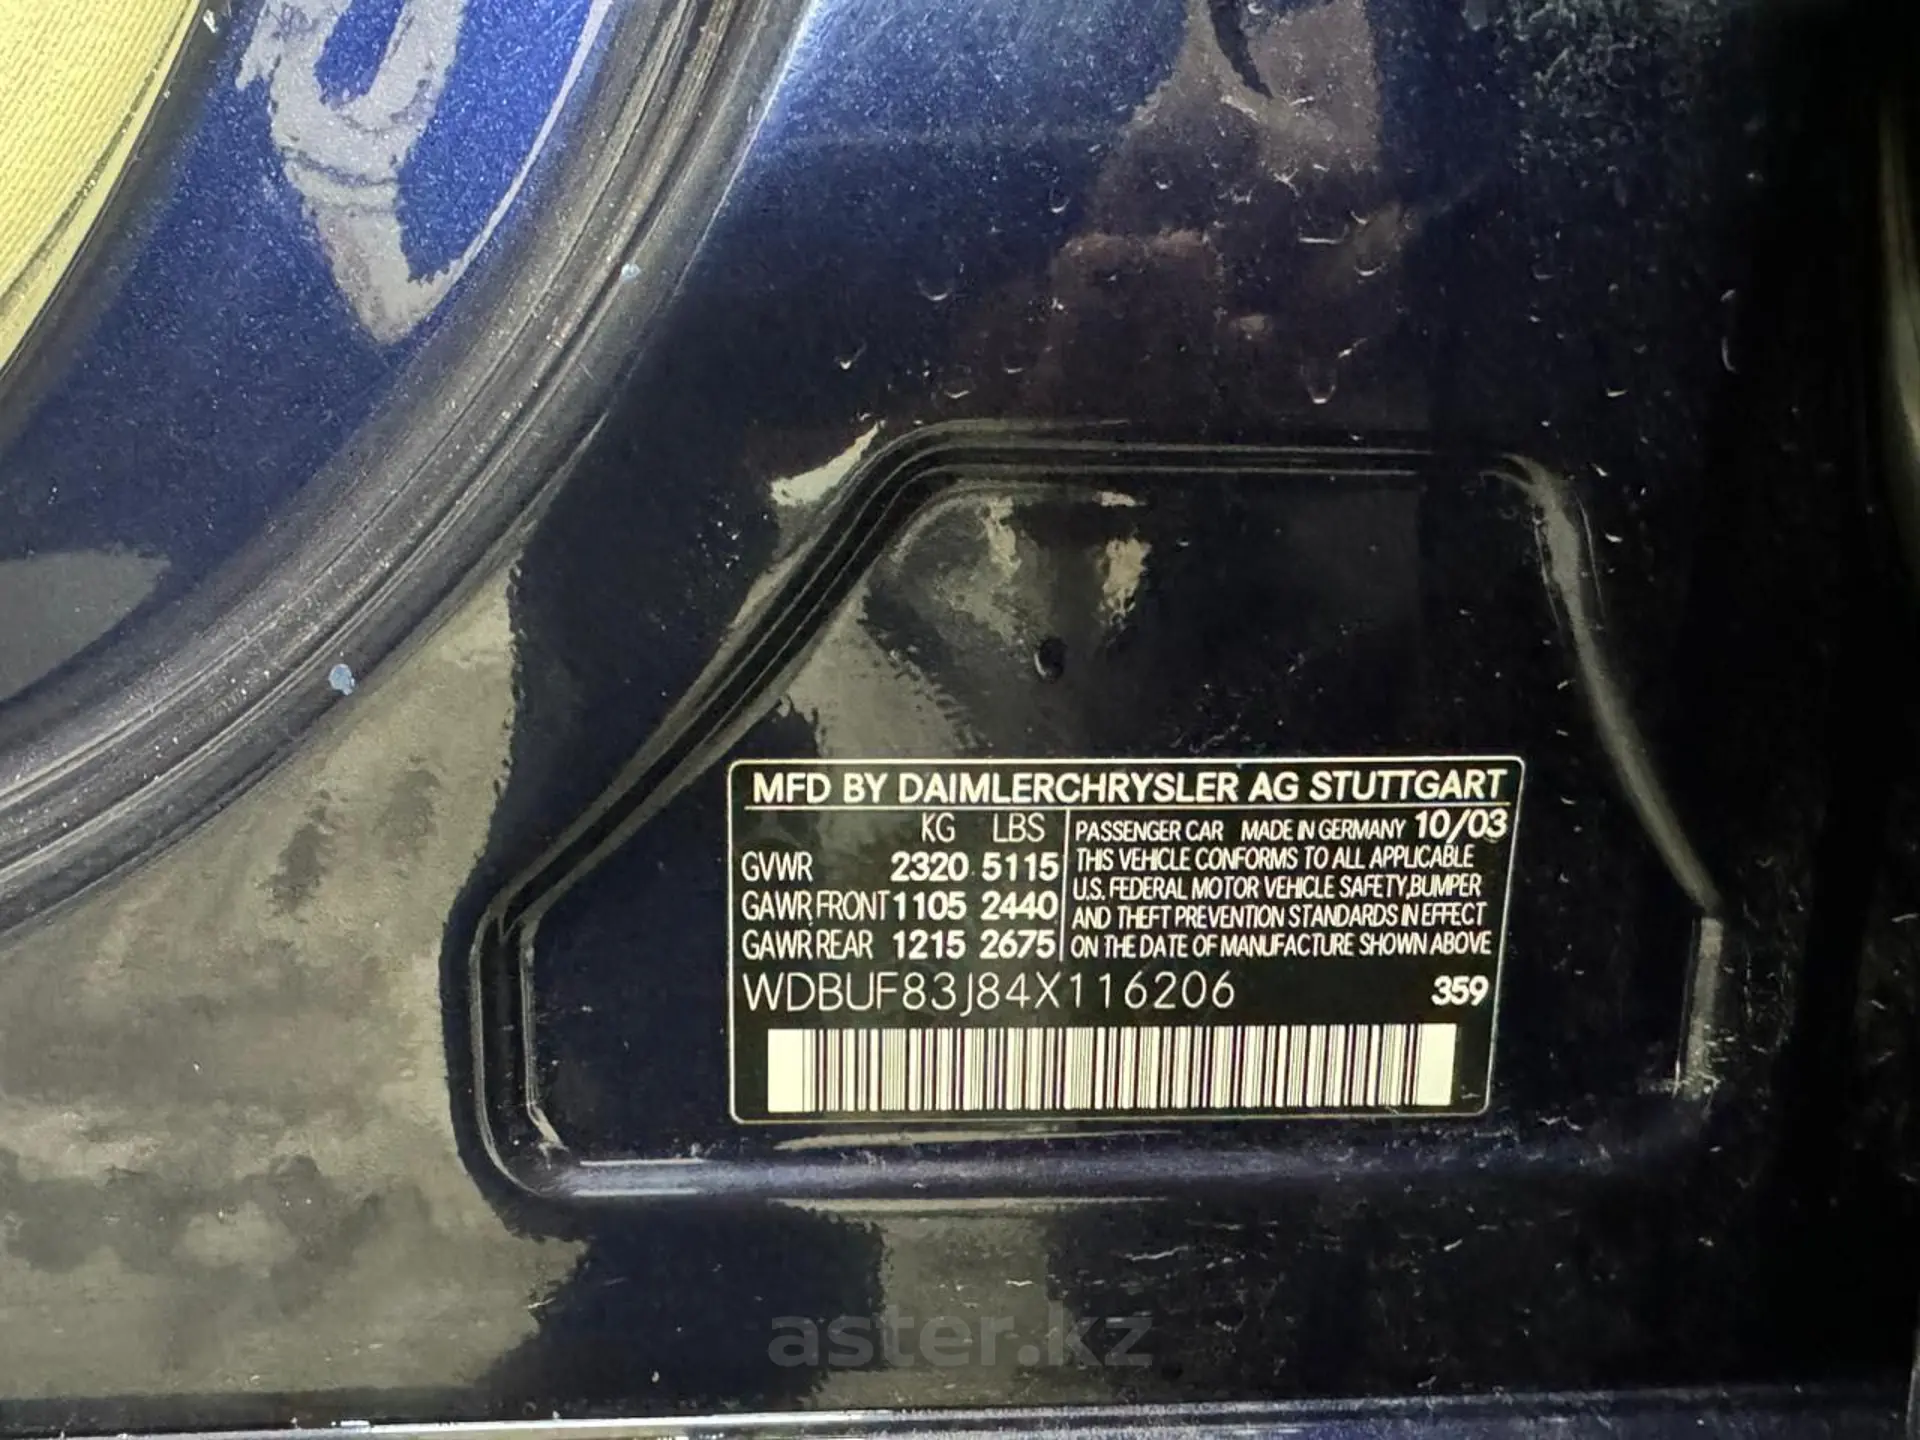 MFD BY DAIMLERCHRYSLER AG STUTTGART
KG LBS
GVWR 2320 5115
GAWR FRONT 1105 2440
GAWR REAR 1215 2675
PASSENGER CAR MADE IN GERMANY 10/03
THIS VEHICLE CONFORMS TO ALL APPLICABLE
U.S. FEDERAL MOTOR VEHICLE SAFETY, BUMPER
AND THEFT PREVENTION STANDARDS IN EFFECT
ON THE DATE OF MANUFACTURE SHOWN ABOVE
WDBUF83J84X116206 359
aster.kz